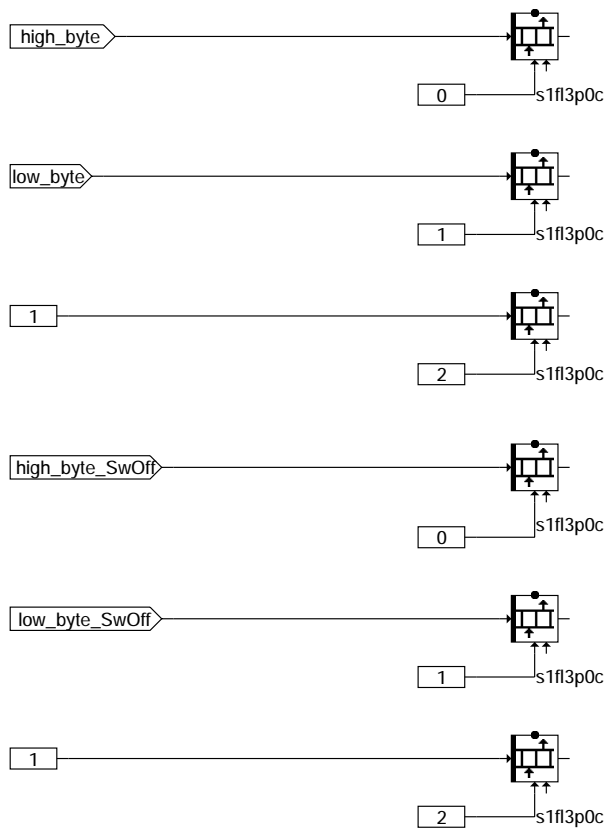 high_byte
0
s1fl3p0c
low_byte
1
s1fl3p0c
1
2
s1fl3p0c
high_byte_SwOff
0
s1fl3p0c
low_byte_SwOff
1
s1fl3p0c
1
2
s1fl3p0c